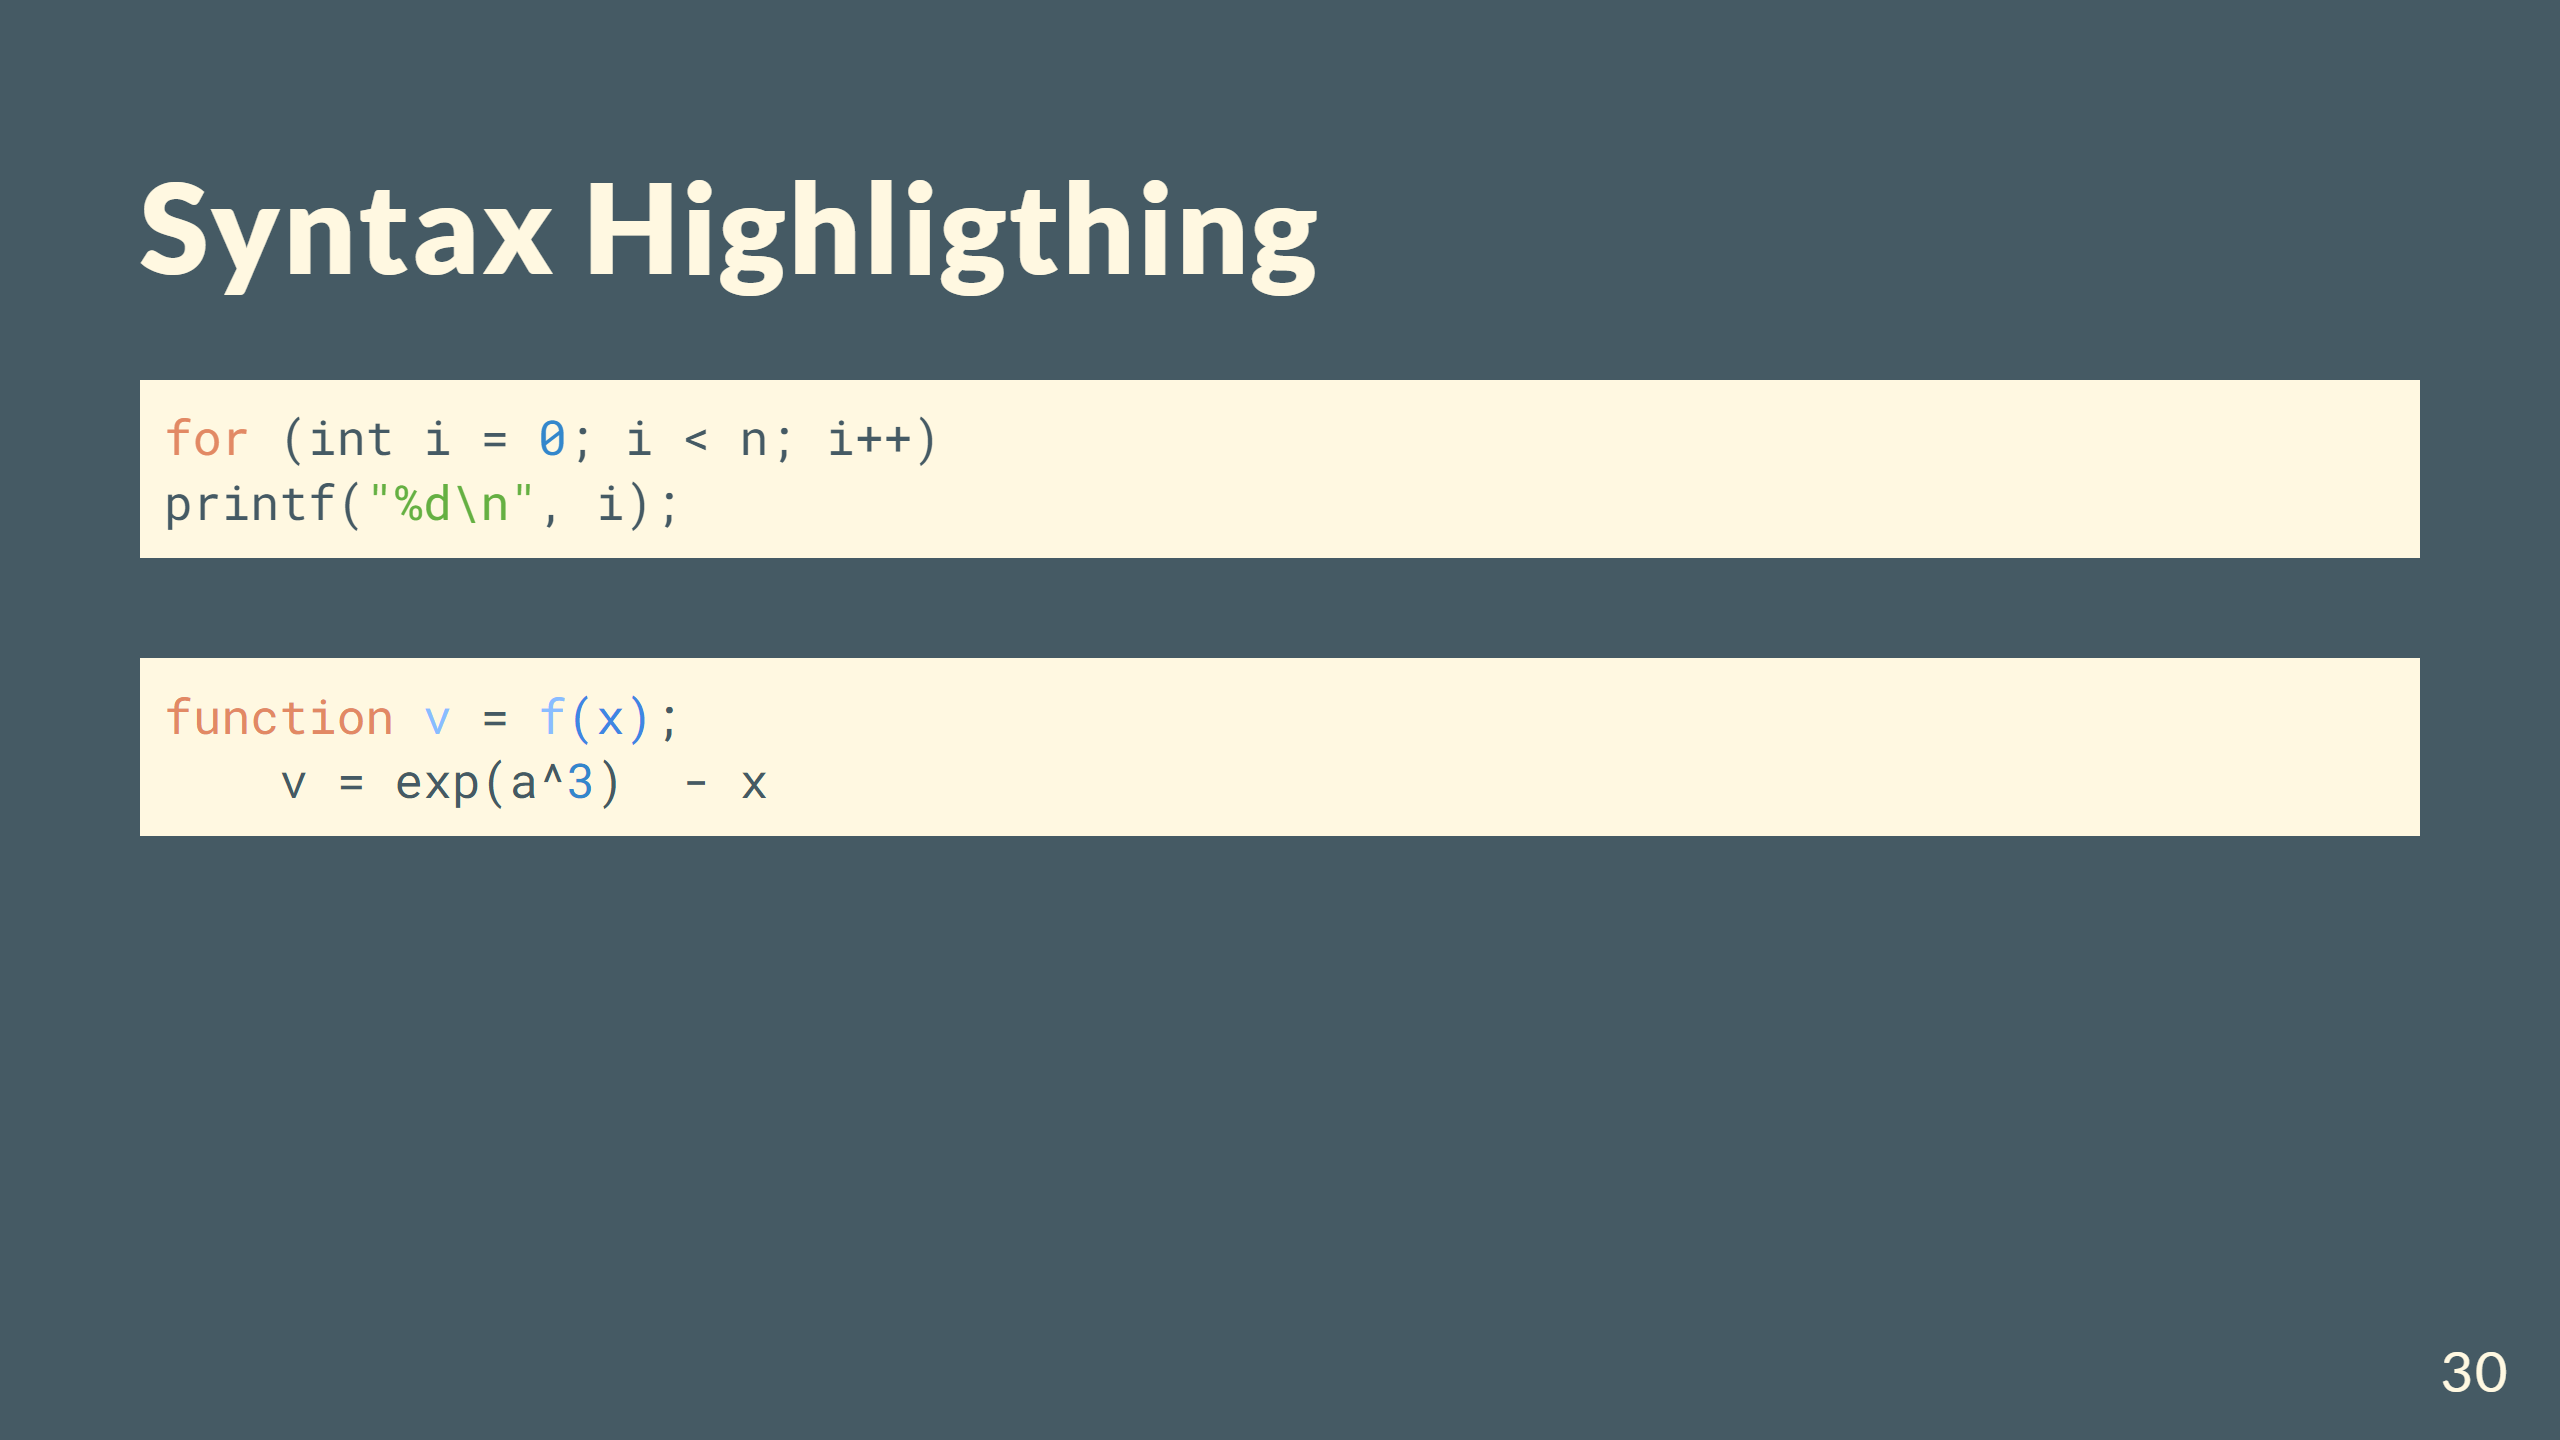 Syntax Highligthing
for (int i = 0; i < n; i++)
printf("%d\n", i);
function v = f(x);
    v = exp(a^3)  - x
30